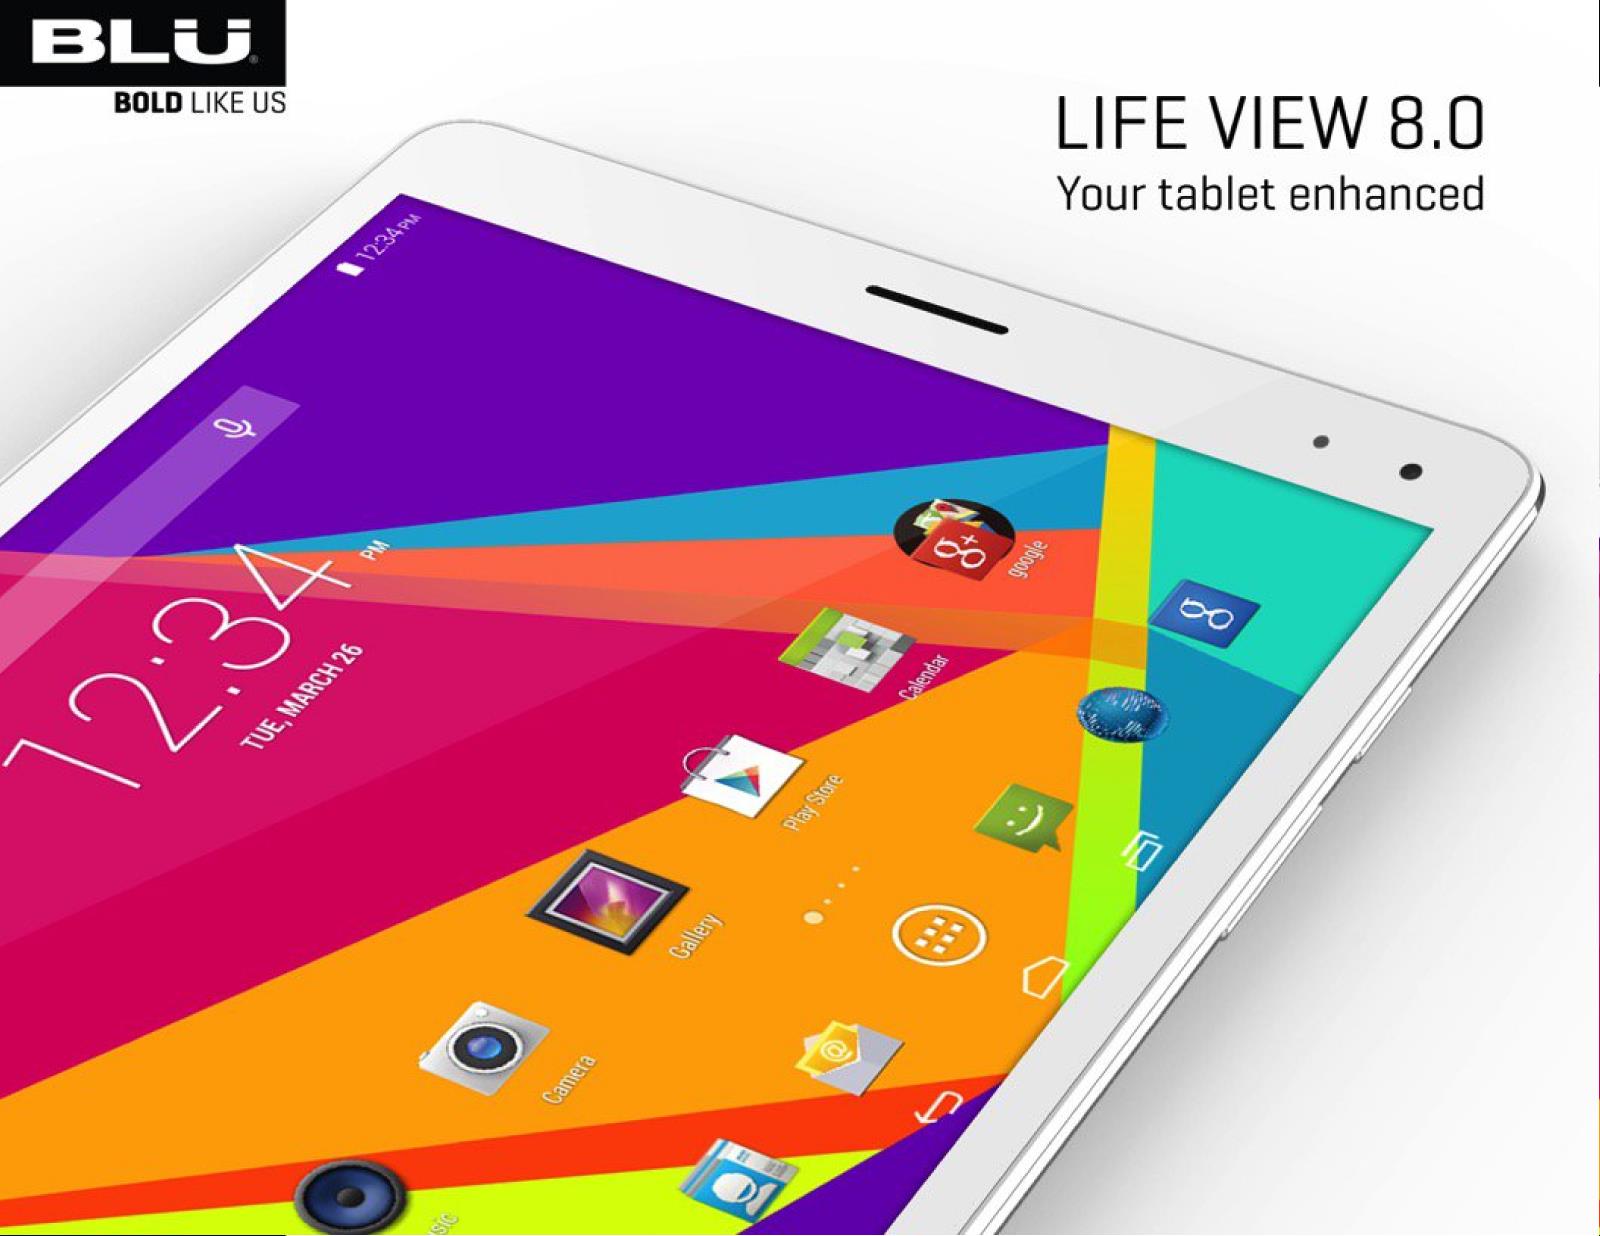 BLU
BOLD LIKE US
LIFE VIEW 8.0
Your tablet enhanced
12:34 PM
12:34 PM
TUE, MARCH 26
google
Calendar
Play Store
Gallery
Camera